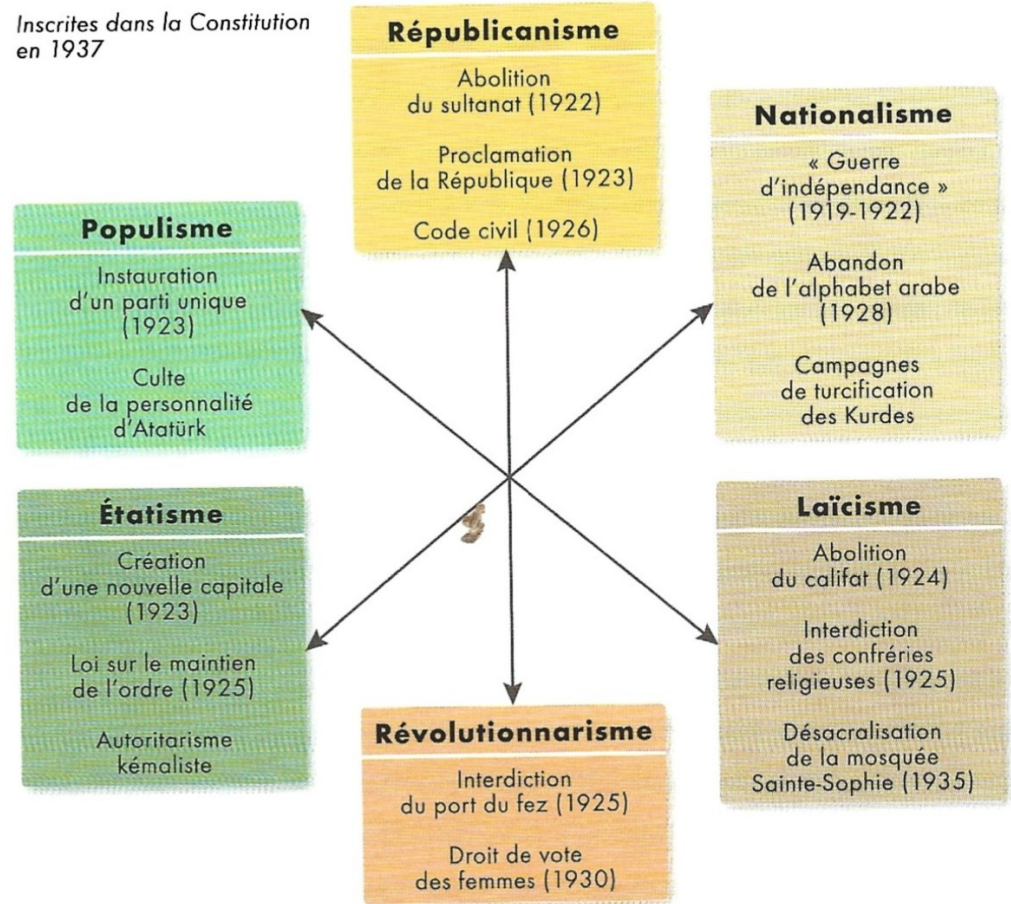 Inscrites dans la Constitution
en 1937
Républicanisme
Abolition
du sultanat (1922)
Proclamation
de la République (1923)
Code civil (1926)
Nationalisme
« Guerre
d'indépendance »
(1919-1922)
Abandon
de l'alphabet arabe
(1928)
Campagnes
de turcification
des Kurdes
Populisme
Instauration
d'un parti unique
(1923)
Culte
de la personnalité
d'Atatürk
Étatisme
Création
d'une nouvelle capitale
(1923)
Loi sur le maintien
de l'ordre (1925)
Autoritarisme
kémaliste
Laïcisme
Abolition
du califat (1924)
Interdiction
des confréries
religieuses (1925)
Désacralisation
de la mosquée
Sainte-Sophie (1935)
Révolutionnarisme
Interdiction
du port du fez (1925)
Droit de vote
des femmes (1930)